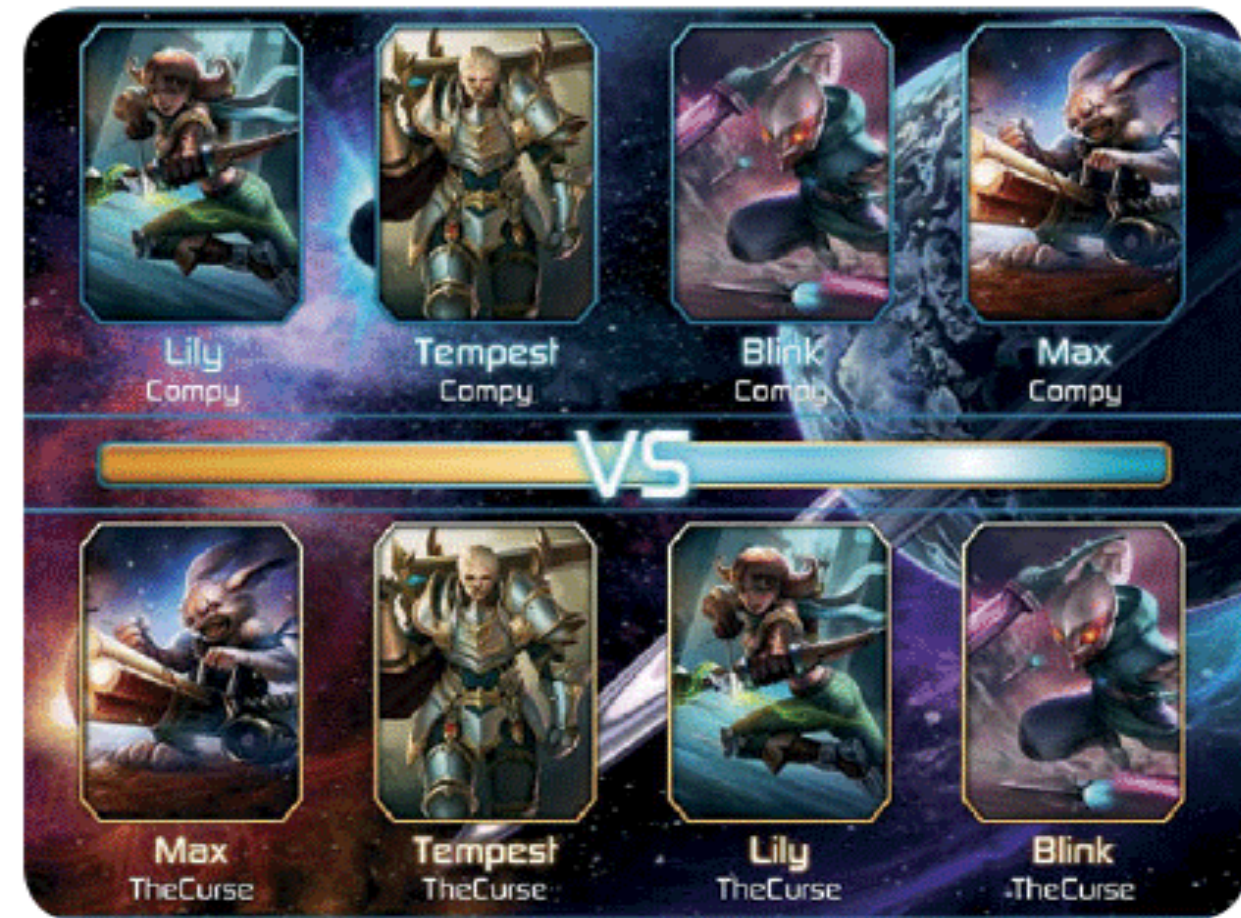 Lily Tempest Blink Max
Compy Compy Compy Compy
VS
Max Tempest Lily Blink
TheCurse TheCurse TheCurse TheCurse